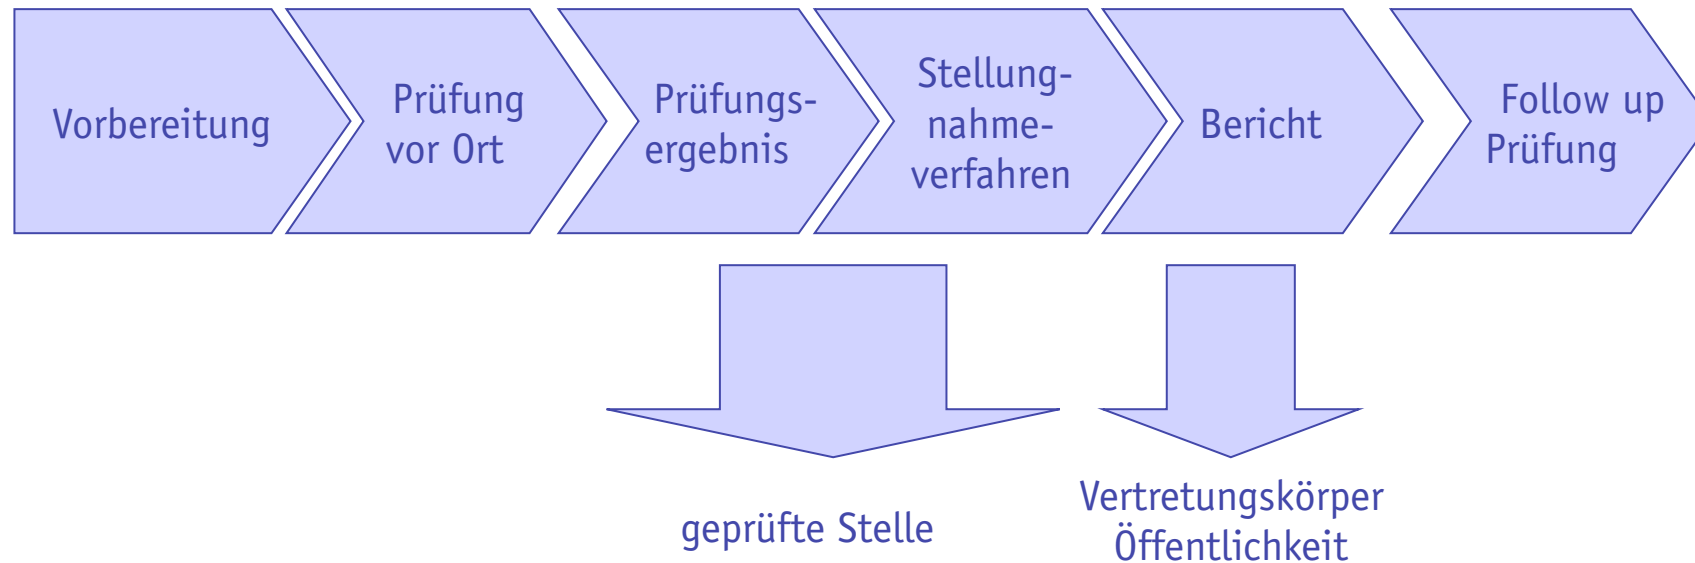 Vorbereitung
Prüfung
vor Ort
Prüfungs-
ergebnis
Stellung-
nahme-
verfahren
Bericht
Follow up
Prüfung
geprüfte Stelle
Vertretungskörper
Öffentlichkeit